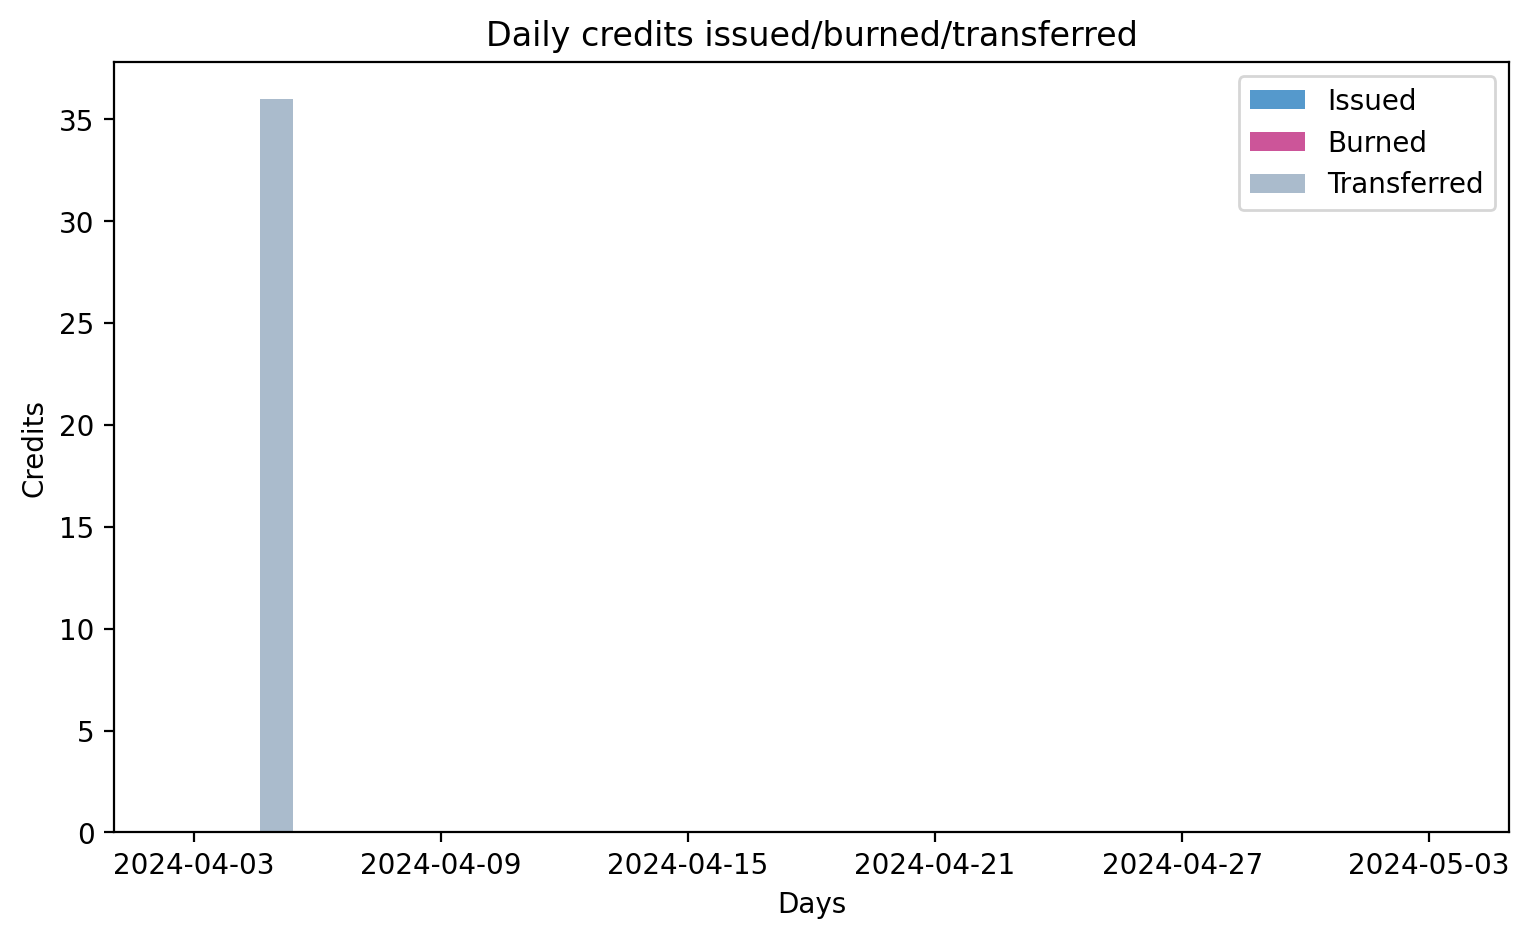 Daily credits issued/burned/transferred
Issued
Burned
Transferred
Credits
35
30
25
20
15
10
5
0
2024-04-03 2024-04-09 2024-04-15 2024-04-21 2024-04-27 2024-05-03
Days